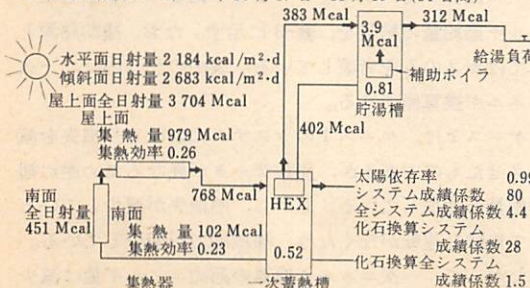 383 Mcal
312 Mcal
3.9
Mcal
給湯負荷
補助ボイラ
0.81
貯湯槽
水平面日射量 2 184 kcal/m²·d
傾斜面日射量 2 683 kcal/m²·d
屋上面全日射量 3 704 Mcal
屋上面
集熱量 979 Mcal
集熱効率 0.26
402 Mcal
768 Mcal
HEX
南面
全日射量
451 Mcal
南面
集熱量 102 Mcal
集熱効率 0.23
0.52
集熱器
一次蓄熱槽
太陽依存率 0.99
システム成績係数 80
全システム成績係数 4.4
化石換算システム
成績係数 28
化石換算全システム
成績係数 1.5